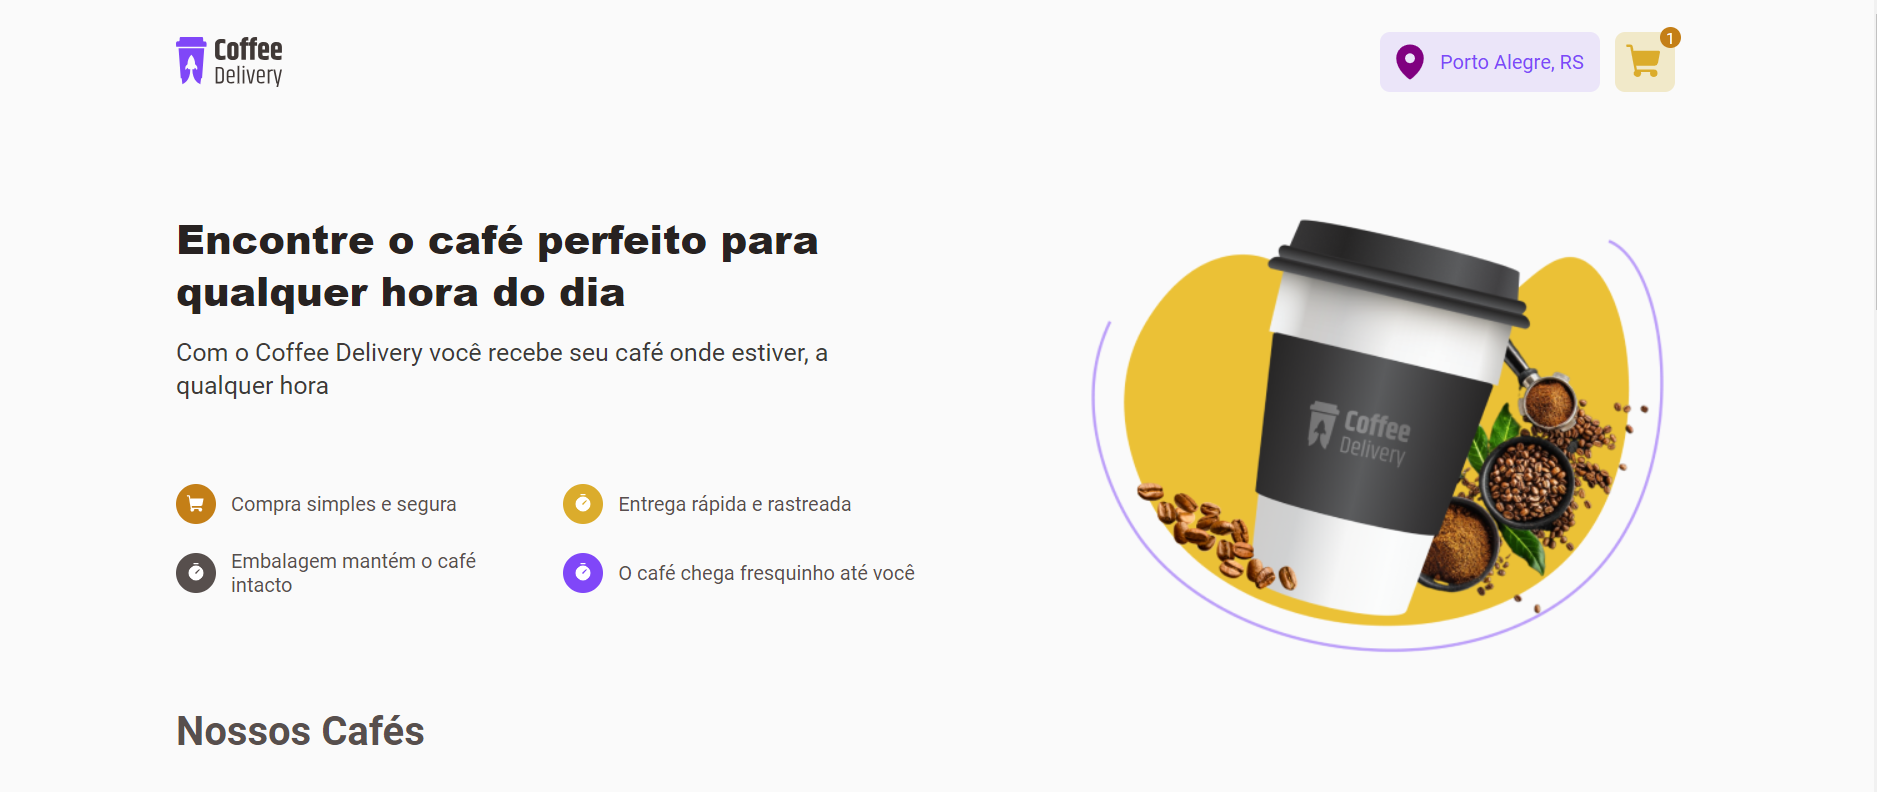 Coffee
Delivery
Porto Alegre, RS
1
Encontre o café perfeito para
qualquer hora do dia
Com o Coffee Delivery você recebe seu café onde estiver, a
qualquer hora
Compra simples e segura
Entrega rápida e rastreada
Embalagem mantém o café
intacto
O café chega fresquinho até você
Coffee
Delivery
Nossos Cafés